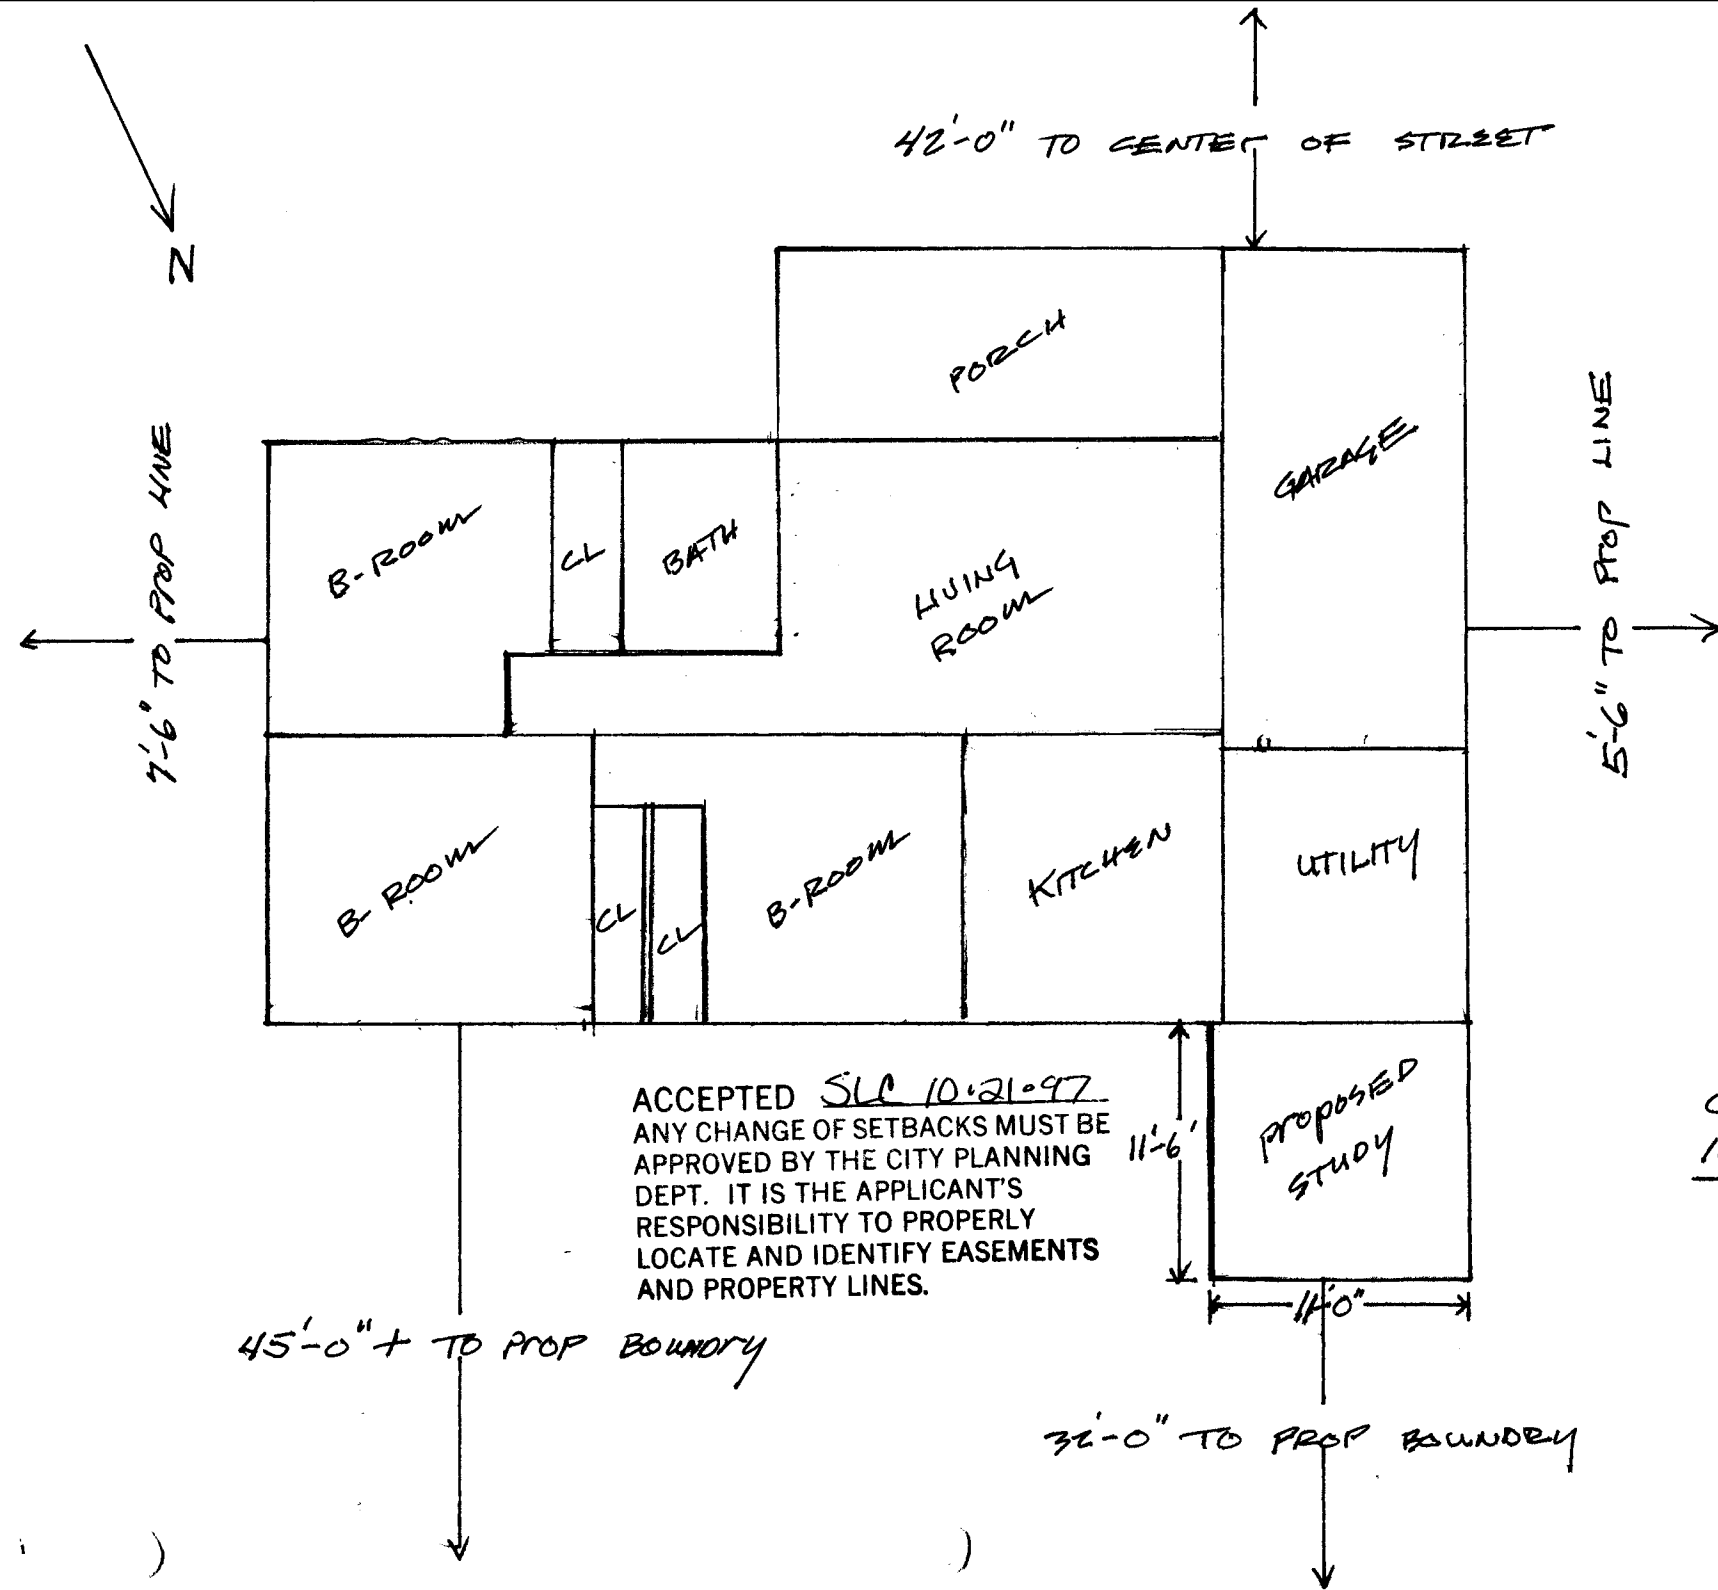 42'-0" TO CENTER OF STREET
N
PORCH
GARAGE
7'-6" TO PROP LINE
5'-6" TO PROP LINE
B-ROOM
CL
BATH
LIVING
ROOM
B-ROOM
CL
CL
B-ROOM
KITCHEN
UTILITY
ACCEPTED SLC 10·21·97
ANY CHANGE OF SETBACKS MUST BE
APPROVED BY THE CITY PLANNING
DEPT. IT IS THE APPLICANT'S
RESPONSIBILITY TO PROPERLY
LOCATE AND IDENTIFY EASEMENTS
AND PROPERTY LINES.
11'-6'
PROPOSED
STUDY
11'-0"
45'-0"+ TO PROP BOUNDRY
32'-0" TO PROP BOUNDRY